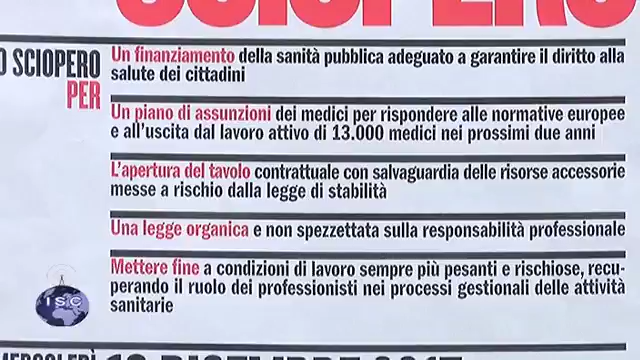 SCIOPERO
O SCIOPERO
PER
Un finanziamento della sanità pubblica adeguato a garantire il diritto alla
salute dei cittadini
Un piano di assunzioni dei medici per rispondere alle normative europee
e all'uscita dal lavoro attivo di 13.000 medici nei prossimi due anni
L'apertura del tavolo contrattuale con salvaguardia delle risorse accessorie
messe a rischio dalla legge di stabilità
Una legge organica e non spezzettata sulla responsabilità professionale
Mettere fine a condizioni di lavoro sempre più pesanti e rischiose, recu-
perando il ruolo dei professionisti nei processi gestionali delle attività
sanitarie
ISC
MERCOLEDÌ